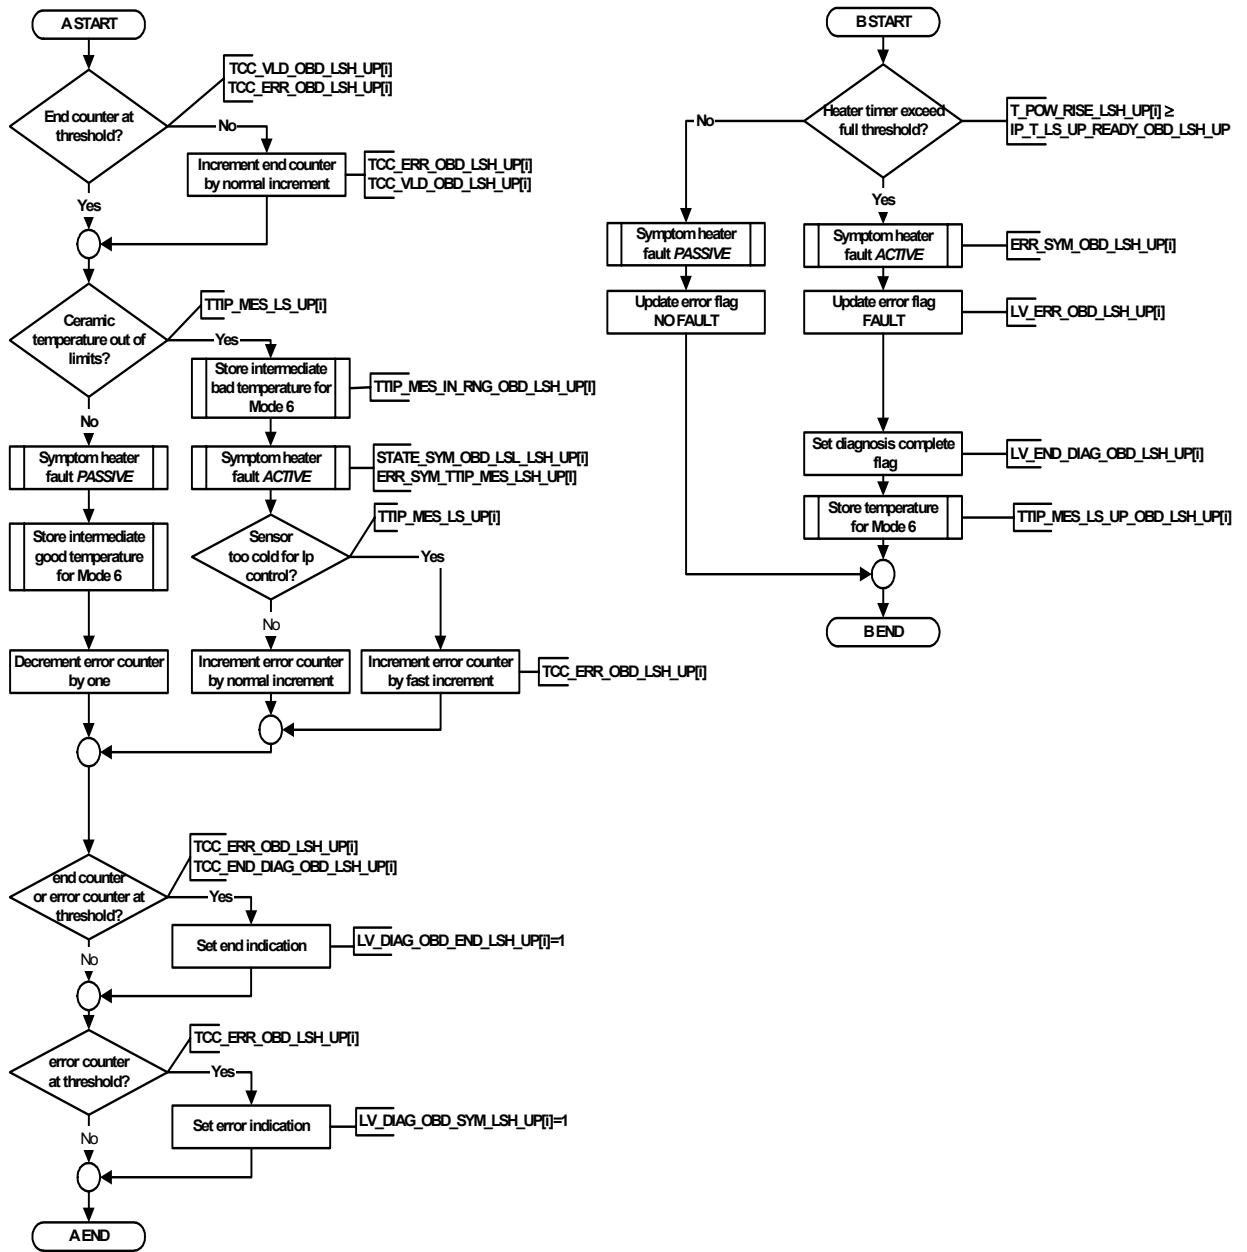 A START
TCC_VLD_OBD_LSH_UP[i]
TCC_ERR_OBD_LSH_UP[i]
End counter at
threshold?
No
Increment end counter
by normal increment
TCC_ERR_OBD_LSH_UP[i]
TCC_VLD_OBD_LSH_UP[i]
Yes
TTIP_MES_LS_UP[i]
Ceramic
temperature out of
limits?
Yes
Store intermediate
bad temperature for
Mode 6
TTIP_MES_IN_RNG_OBD_LSH_UP[I]
No
Symptom heater
fault PASSIVE
Symptom heater
fault ACTIVE
STATE_SYM_OBD_LSL_LSH_UP[i]
ERR_SYM_TTIP_MES_LSH_UP[I]
Store intermediate
good temperature
for Mode 6
TTIP_MES_LS_UP[i]
Sensor
too cold for Ip
control?
Yes
No
Decrement error counter
by one
Increment error counter
by normal increment
Increment error counter
by fast increment
TCC_ERR_OBD_LSH_UP[i]
TCC_ERR_OBD_LSH_UP[i]
TCC_END_DIAG_OBD_LSH_UP[i]
end counter
or error counter at
threshold?
Yes
Set end indication
LV_DIAG_OBD_END_LSH_UP[i]=1
No
TCC_ERR_OBD_LSH_UP[i]
error counter
at threshold?
Yes
Set error indication
LV_DIAG_OBD_SYM_LSH_UP[i]=1
No
A END
B START
Heater timer exceed
full threshold?
T_POW_RISE_LSH_UP[i] ≥
IP_T_LS_UP_READY_OBD_LSH_UP
No
Yes
Symptom heater
fault PASSIVE
Symptom heater
fault ACTIVE
ERR_SYM_OBD_LSH_UP[i]
Update error flag
NO FAULT
Update error flag
FAULT
LV_ERR_OBD_LSH_UP[i]
Set diagnosis complete
flag
LV_END_DIAG_OBD_LSH_UP[i]
Store temperature
for Mode 6
TTIP_MES_LS_UP_OBD_LSH_UP[i]
B END